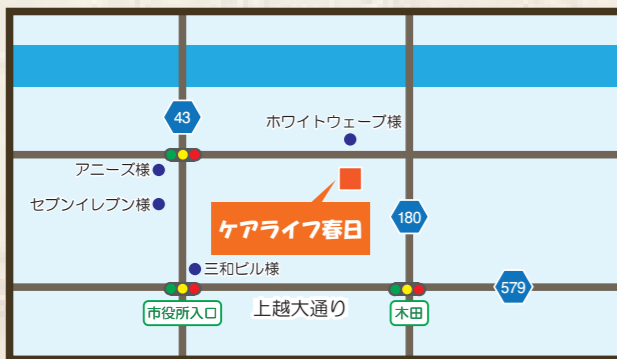 43
ホワイトウェーブ様
アニーズ様
セブンイレブン様
ケアライフ春日
180
三和ビル様
579
市役所入口
上越大通り
木田